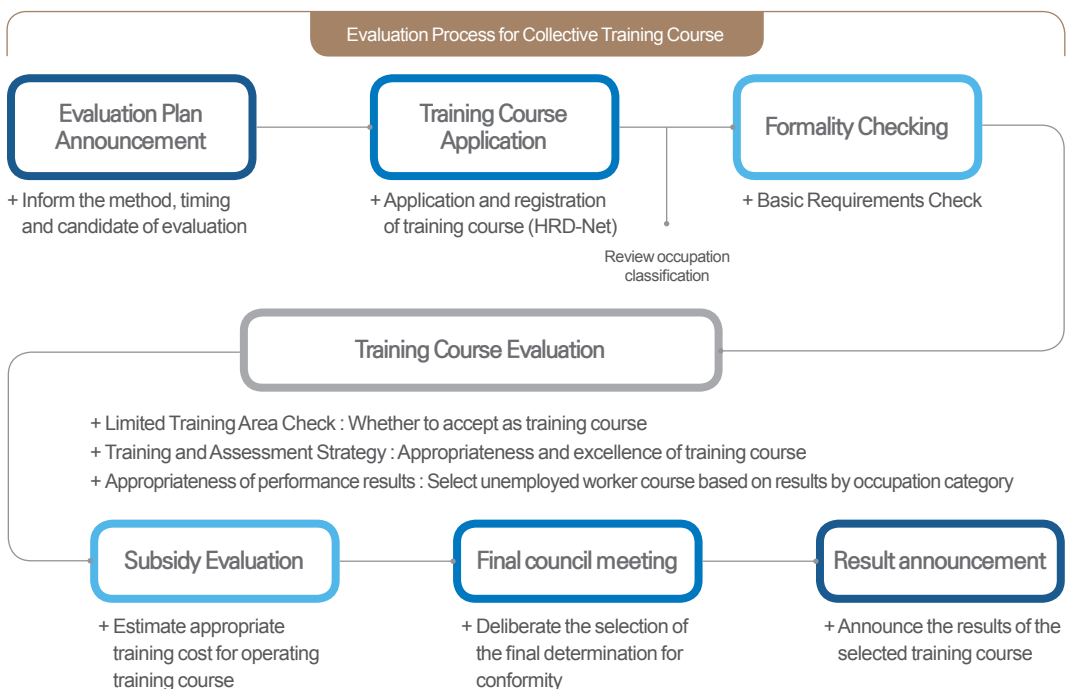 Evaluation Process for Collective Training Course
Evaluation Plan
Announcement
+ Inform the method, timing
and candidate of evaluation
Training Course
Application
+ Application and registration
of training course (HRD-Net)
Review occupation
classification
Formality Checking
+ Basic Requirements Check
Training Course Evaluation
+ Limited Training Area Check : Whether to accept as training course
+ Training and Assessment Strategy : Appropriateness and excellence of training course
+ Appropriateness of performance results : Select unemployed worker course based on results by occupation category
Subsidy Evaluation
+ Estimate appropriate
training cost for operating
training course
Final council meeting
+ Deliberate the selection of
the final determination for
conformity
Result announcement
+ Announce the results of the
selected training course